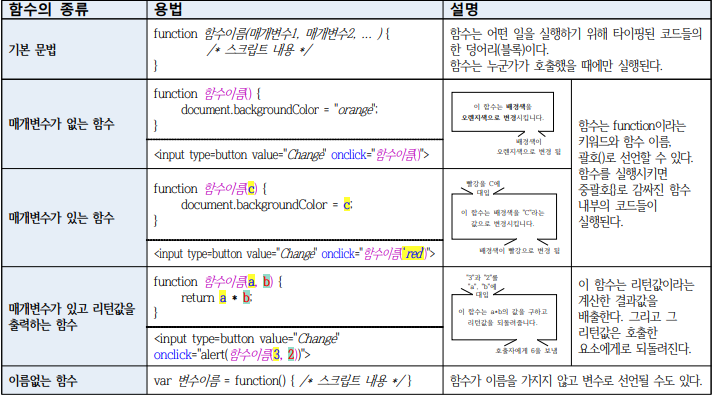 함수의 종류 용법 설명
기본 문법
function 함수이름(매개변수1, 매개변수2, ... ) {
/* 스크립트 내용 */
}
함수는 어떤 일을 실행하기 위해 타이핑된 코드들의
한 덩어리(블록)이다.
함수는 누군가가 호출했을 때에만 실행된다.
매개변수가 없는 함수
function 함수이름() {
document.backgroundColor = "orange";
}
<input type=button value="Change" onclick="함수이름()">
이 함수는 배경색을
오렌지색으로 변경시킵니다.
배경색이
오렌지색으로 변경 됨
함수는 function이라는
키워드와 함수 이름,
괄호()로 선언할 수 있다.
함수를 실행시키면
중괄호{}로 감싸진 함수
내부의 코드들이
실행된다.
매개변수가 있는 함수
function 함수이름(c) {
document.backgroundColor = c;
}
<input type=button value="Change" onclick="함수이름('red')">
빨강을 C에
대입
이 함수는 배경색을 "C"라는
값으로 변경시킵니다.
배경색이 빨강으로 변경 됨
매개변수가 있고 리턴값을
출력하는 함수
function 함수이름(a, b) {
return a * b;
}
<input type=button value="Change"
onclick="alert(함수이름(3, 2))">
"3"과 "2"를
"a", "b"에
대입
이 함수는 a*b의 값을 구하고
리턴값을 되돌려줍니다.
호출자에게 6을 보냄
이 함수는 리턴값이라는
계산한 결과값을
배출한다. 그리고 그
리턴값은 호출한
요소에게로 되돌려진다.
이름없는 함수
var 변수이름 = function() { /* 스크립트 내용 */ }
함수가 이름을 가지지 않고 변수로 선언될 수도 있다.